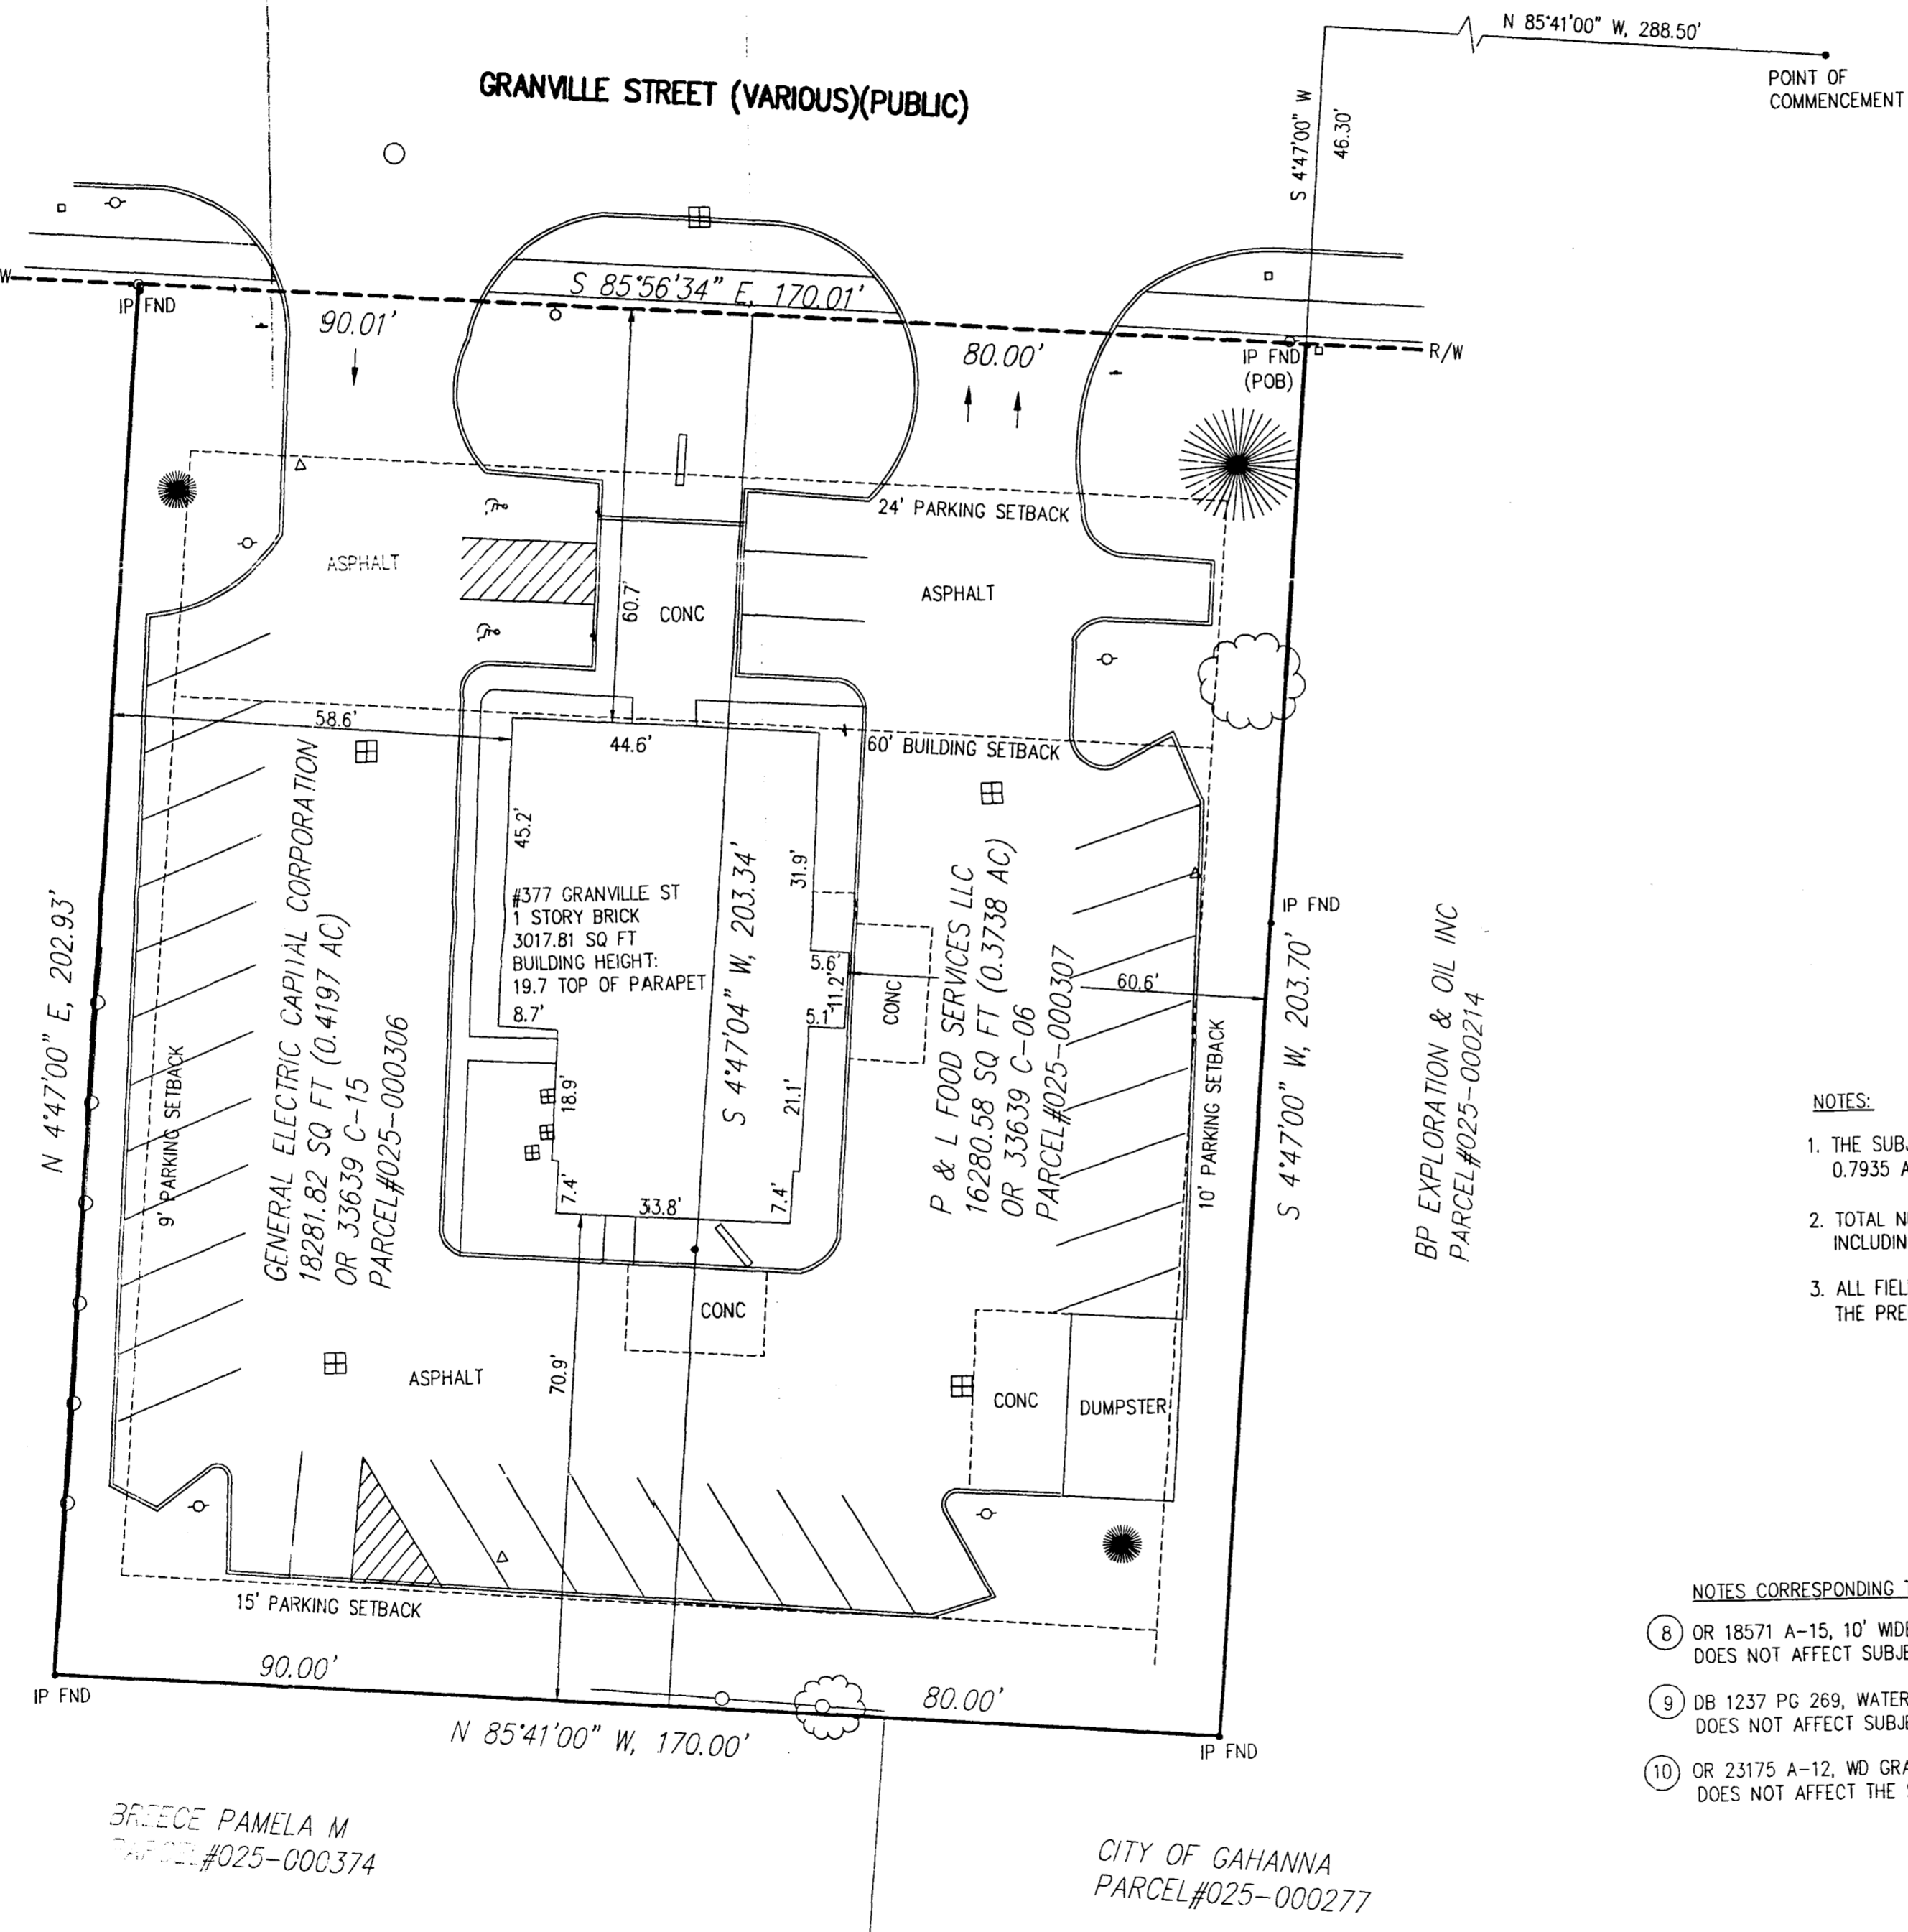 N 85°41'00" W, 288.50'
POINT OF
COMMENCEMENT
GRANVILLE STREET (VARIOUS)(PUBLIC)
S 4°47'00" W
46.30'
W
S 85°56'34" E, 170.01'
IP FND
90.01'
80.00'
IP FND
(POB)
R/W
24' PARKING SETBACK
ASPHALT
ASPHALT
60.7'
CONC
58.6'
44.6'
60' BUILDING SETBACK
45.2'
31.9'
#377 GRANVILLE ST
1 STORY BRICK
3017.81 SQ FT
BUILDING HEIGHT:
19.7 TOP OF PARAPET
8.7'
5.6'
11.2'
5.1'
CONC
60.6'
IP FND
GENERAL ELECTRIC CAPITAL CORPORATION
18281.82 SQ FT (0.4197 AC)
OR 33639 C-15
PARCEL#025-000306
S 4°47'04" W, 203.34'
P & L FOOD SERVICES LLC
16280.58 SQ FT (0.3738 AC)
OR 33639 C-06
PARCEL#025-000307
N 4°47'00" E, 202.93'
9' PARKING SETBACK
10' PARKING SETBACK
S 4°47'00" W, 203.70'
BP EXPLORATION & OIL INC
PARCEL#025-000214
18.9'
21.1'
7.4'
33.8'
7.4'
CONC
70.9'
ASPHALT
CONC
DUMPSTER
15' PARKING SETBACK
90.00'
80.00'
IP FND
N 85°41'00" W, 170.00'
IP FND
BREECE PAMELA M
PARCEL#025-000374
CITY OF GAHANNA
PARCEL#025-000277
NOTES:
1. THE SUBJ
0.7935 A
2. TOTAL N
INCLUDIN
3. ALL FIEL
THE PRE
NOTES CORRESPONDING T
8 OR 18571 A-15, 10' WIDE
DOES NOT AFFECT SUBJE
9 DB 1237 PG 269, WATER
DOES NOT AFFECT SUBJE
10 OR 23175 A-12, WD GRA
DOES NOT AFFECT THE